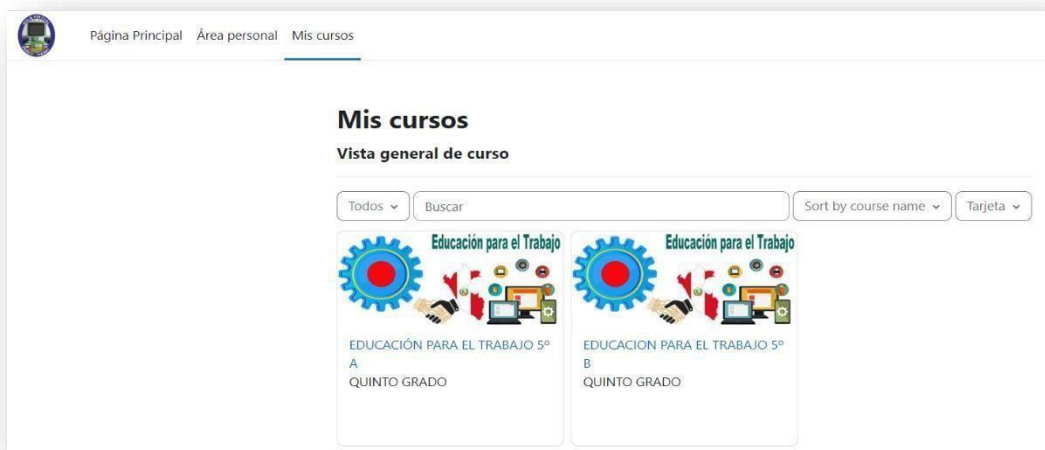 Página Principal Área personal Mis cursos
Mis cursos
Vista general de curso
Todos Buscar Sort by course name Tarjeta
Educación para el Trabajo Educación para el Trabajo
EDUCACIÓN PARA EL TRABAJO 5º
A
QUINTO GRADO
EDUCACION PARA EL TRABAJO 5º
B
QUINTO GRADO